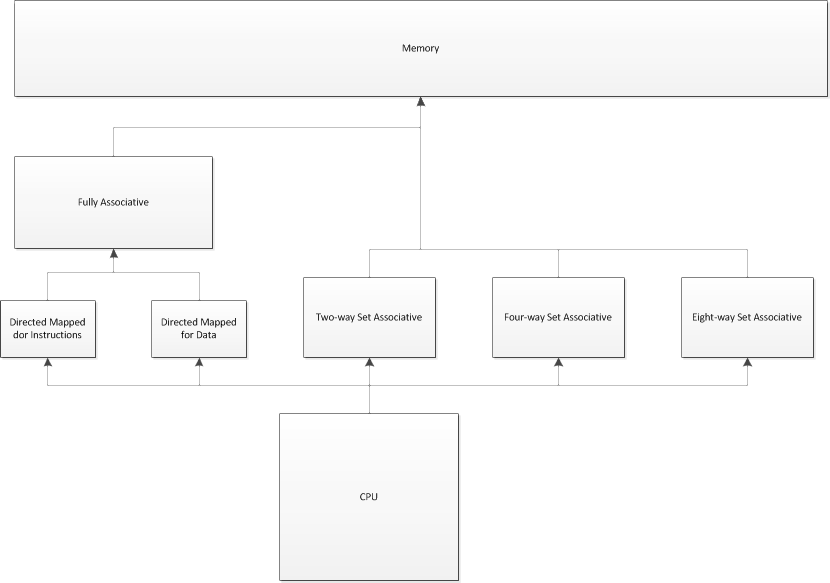 Memory
Fully Associative
Directed Mapped
dor Instructions
Directed Mapped
for Data
Two-way Set Associative
Four-way Set Associative
Eight-way Set Associative
CPU